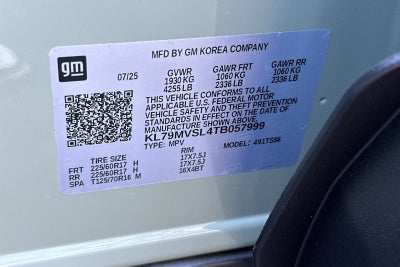 gm
MFD BY GM KOREA COMPANY
07/25 GVWR GAWR FRT GAWR RR
1930 KG 1060 KG 1060 KG
4255 LB 2336 LB 2336 LB
THIS VEHICLE CONFORMS TO ALL
APPLICABLE U.S. FEDERAL MOTOR
VEHICLE SAFETY AND THEFT PREVENTION
STANDARDS IN EFFECT ON THE DATE OF
MANUFACTURE SHOWN ABOVE.
KL79MVSL4TB057999
TYPE: MPV MODEL: 491TS56
TIRE SIZE RIM
FRT 225/60R17 H 17X7.5J
RR 225/60R17 H 17X7.5J
SPA T125/70R16 M 16X4BT